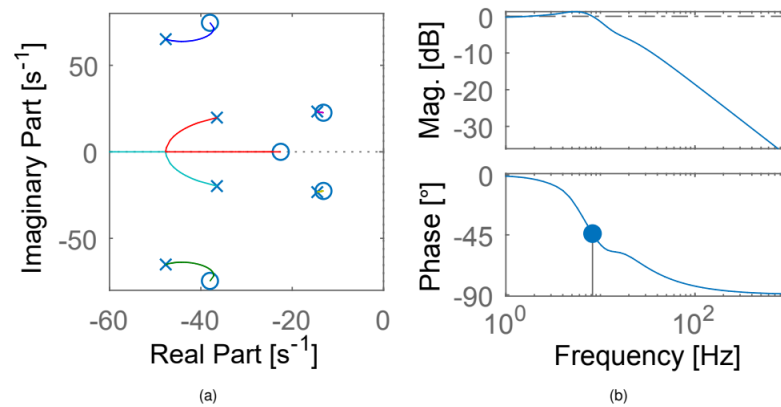 50
0
-50
-60
-40
-20
0
Imaginary Part [s⁻¹]
Real Part [s⁻¹]
(a)
0
-10
-20
-30
Mag. [dB]
0
-45
-90
Phase [°]
10⁰
10²
Frequency [Hz]
(b)